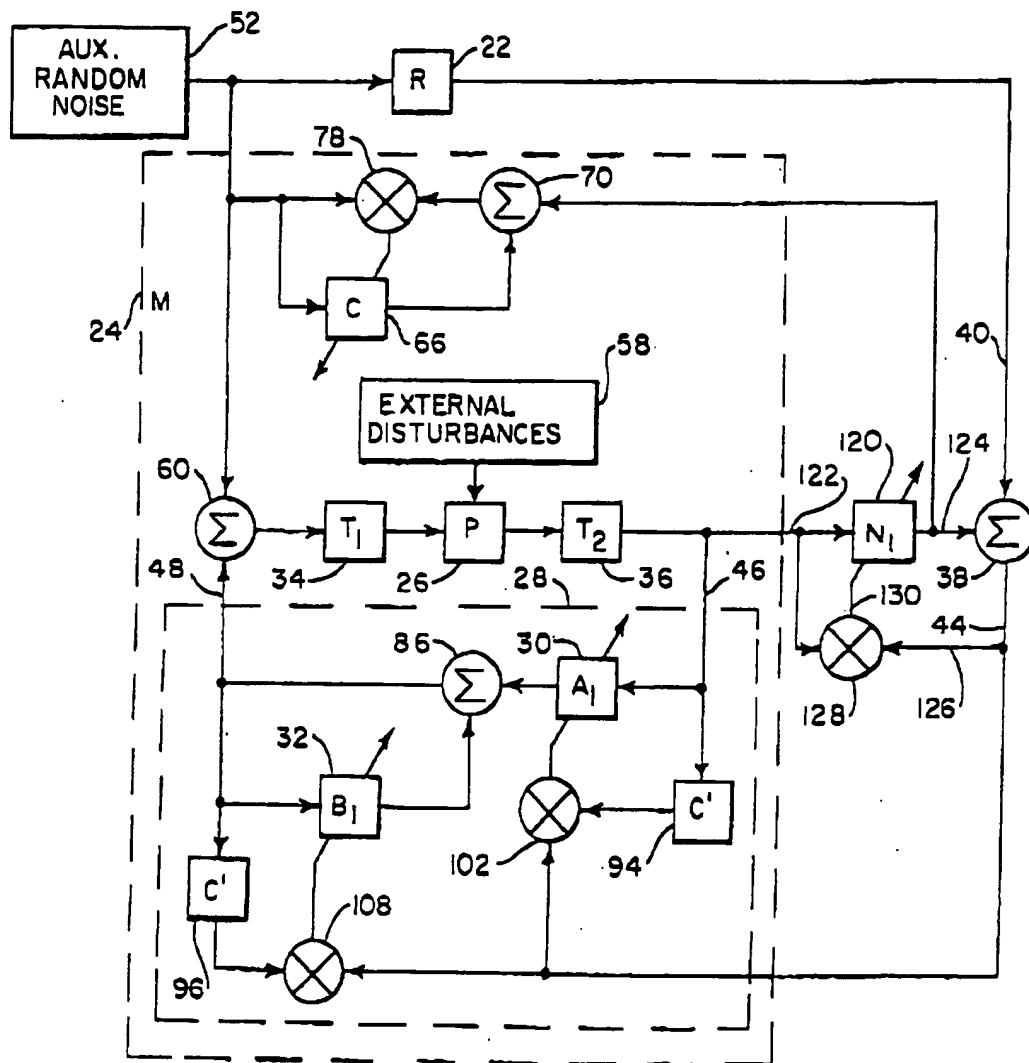 52
AUX.
RANDOM
NOISE
22
R
78
Σ
70
24
M
C
66
40
58
EXTERNAL
DISTURBANCES
60
Σ
T1
P
T2
122
120
N1
124
Σ
38
48
34
26
28
36
46
130
44
128
126
86
Σ
30
A1
32
B1
102
C'
94
C'
96
108